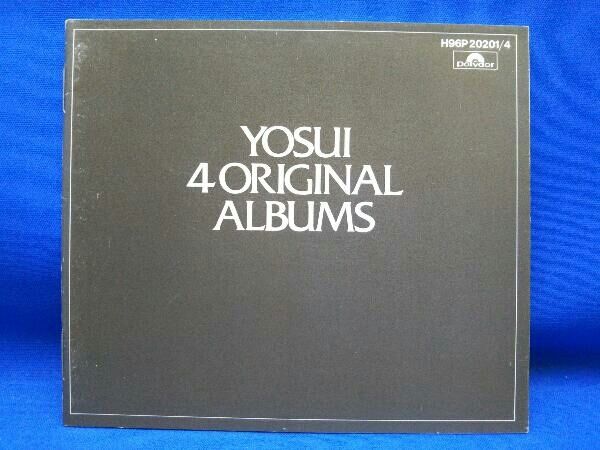 H96P 20201/4
polydor
YOSUI
4 ORIGINAL
ALBUMS